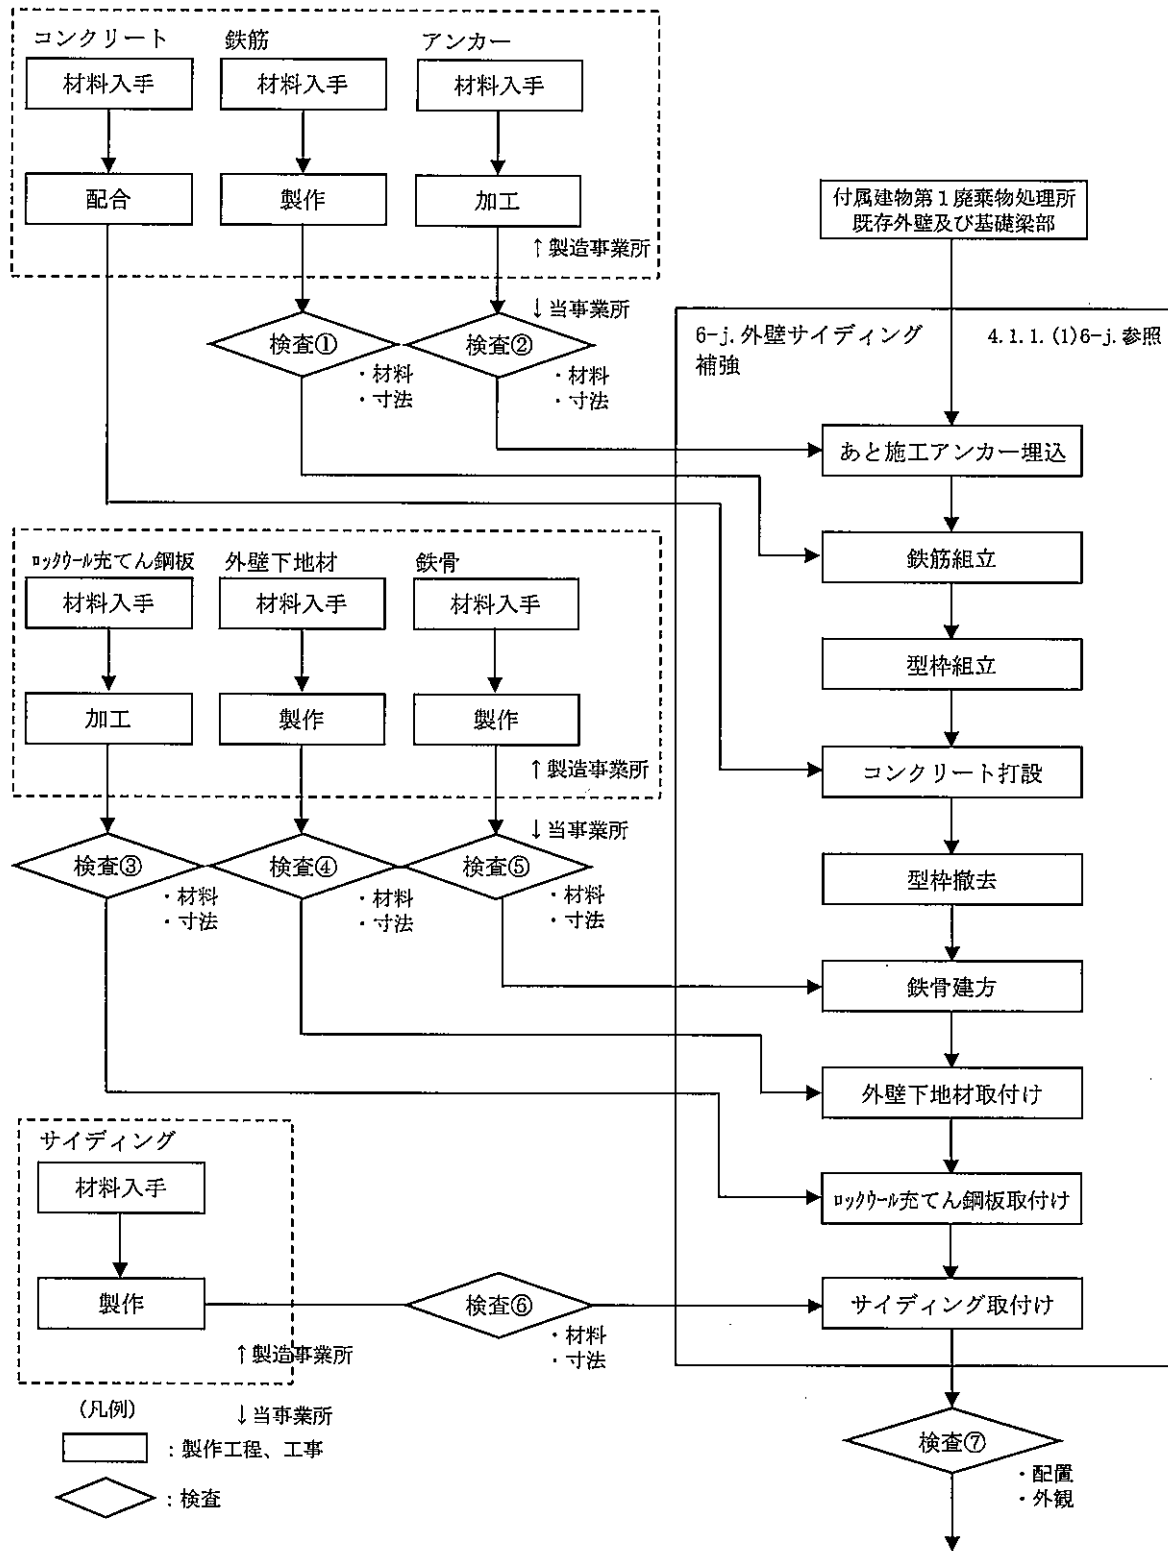 コンクリート
鉄筋
アンカー
材料入手
材料入手
材料入手
配合
製作
加工
↑製造事業所
↓当事業所
検査①
・材料
・寸法
検査②
・材料
・寸法
付属建物第1廃棄物処理所
既存外壁及び基礎梁部
6-j.外壁サイディング
補強
4.1.1.(1)6-j.参照
あと施工アンカー埋込
鉄筋組立
型枠組立
コンクリート打設
型枠撤去
鉄骨建方
外壁下地材取付け
ﾛｯｸｳｰﾙ充てん鋼板取付け
サイディング取付け
ﾛｯｸｳｰﾙ充てん鋼板
外壁下地材
鉄骨
材料入手
材料入手
材料入手
加工
製作
製作
↑製造事業所
↓当事業所
検査③
・材料
・寸法
検査④
・材料
・寸法
検査⑤
・材料
・寸法
サイディング
材料入手
製作
↑製造事業所
↓当事業所
検査⑥
・材料
・寸法
検査⑦
・配置
・外観
(凡例)
：製作工程、工事
：検査